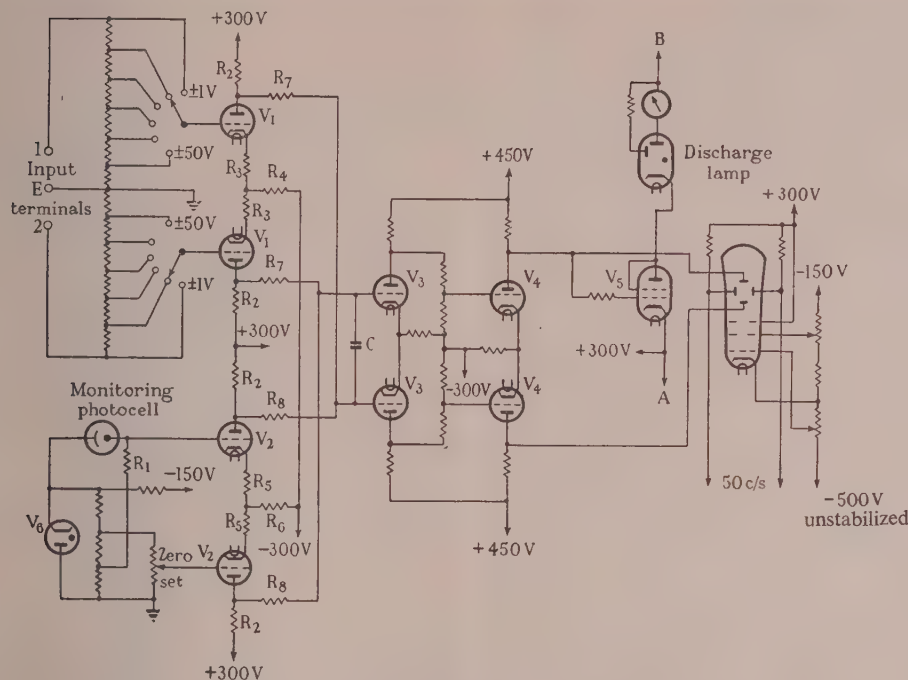 +300V
R2
R7
±1V
V1
R3
R4
1
Input
E
terminals
2
±50V
±50V
R3
V1
±1V
R7
R2
+300V
R2
Monitoring
photocell
R8
V2
R1
-150V
R5
R5
R6
V6
Zero
set
V2
-300V
R8
R2
+300V
C
V3
V3
+450V
V4
-300V
V4
+450V
B
Discharge
lamp
V5
+300V
A
+300V
-150V
50 c/s
-500V
unstabilized